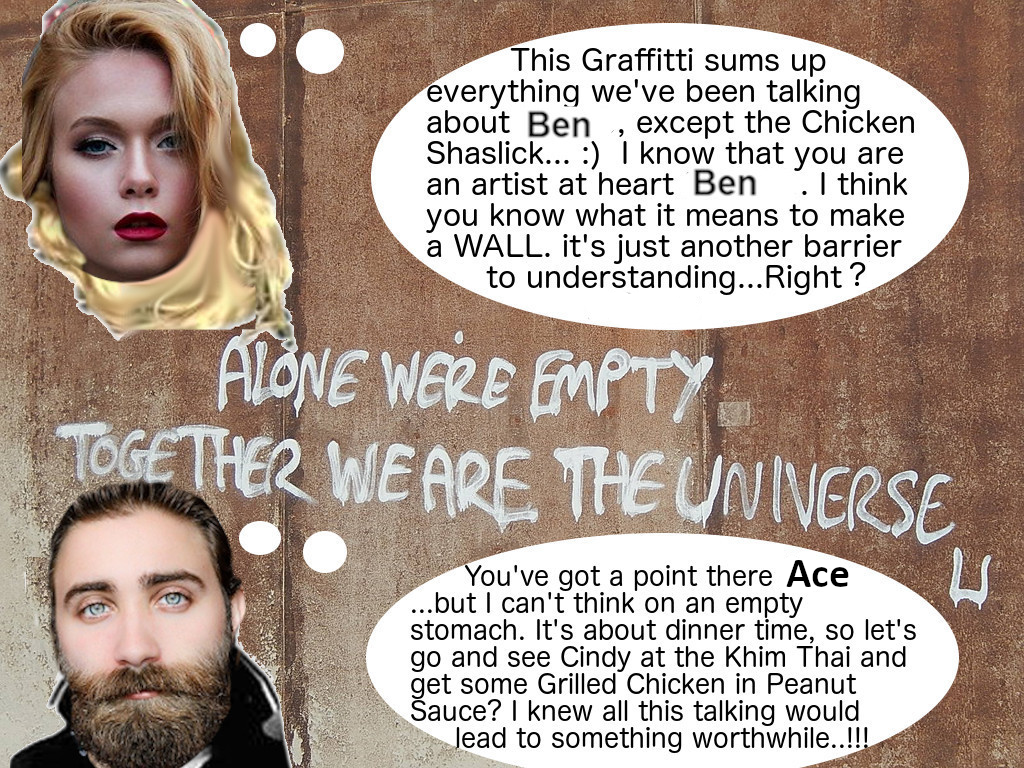 This Graffitti sums up
everything we've been talking
about Ben , except the Chicken
Shaslick... :) I know that you are
an artist at heart Ben . I think
you know what it means to make
a WALL. it's just another barrier
to understanding...Right ?
ALONE WE'RE EMPTY
TOGETHER WE ARE THE UNIVERSE
U
You've got a point there Ace
...but I can't think on an empty
stomach. It's about dinner time, so let's
go and see Cindy at the Khim Thai and
get some Grilled Chicken in Peanut
Sauce? I knew all this talking would
lead to something worthwhile..!!!